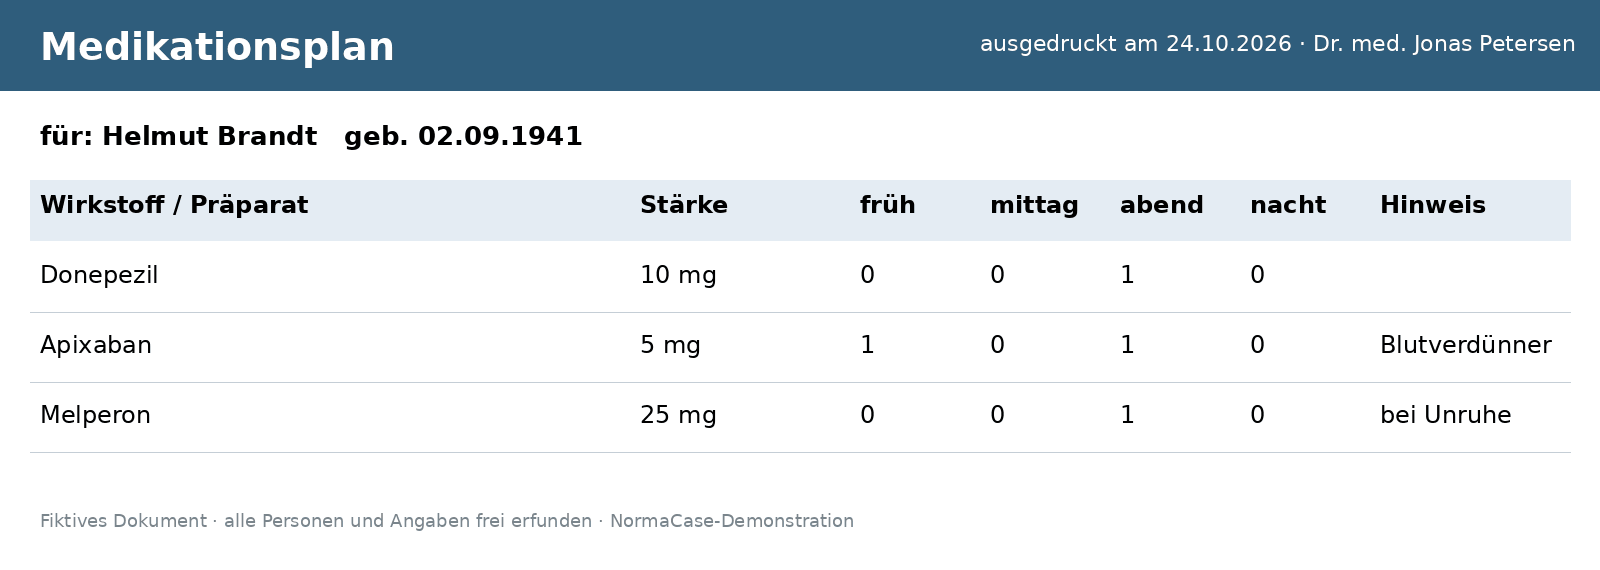 Medikationsplan
ausgedruckt am 24.10.2026 · Dr. med. Jonas Petersen
für: Helmut Brandt geb. 02.09.1941
Wirkstoff / Präparat Stärke früh mittag abend nacht Hinweis
Donepezil 10 mg 0 0 1 0
Apixaban 5 mg 1 0 1 0 Blutverdünner
Melperon 25 mg 0 0 1 0 bei Unruhe
Fiktives Dokument · alle Personen und Angaben frei erfunden · NormaCase-Demonstration